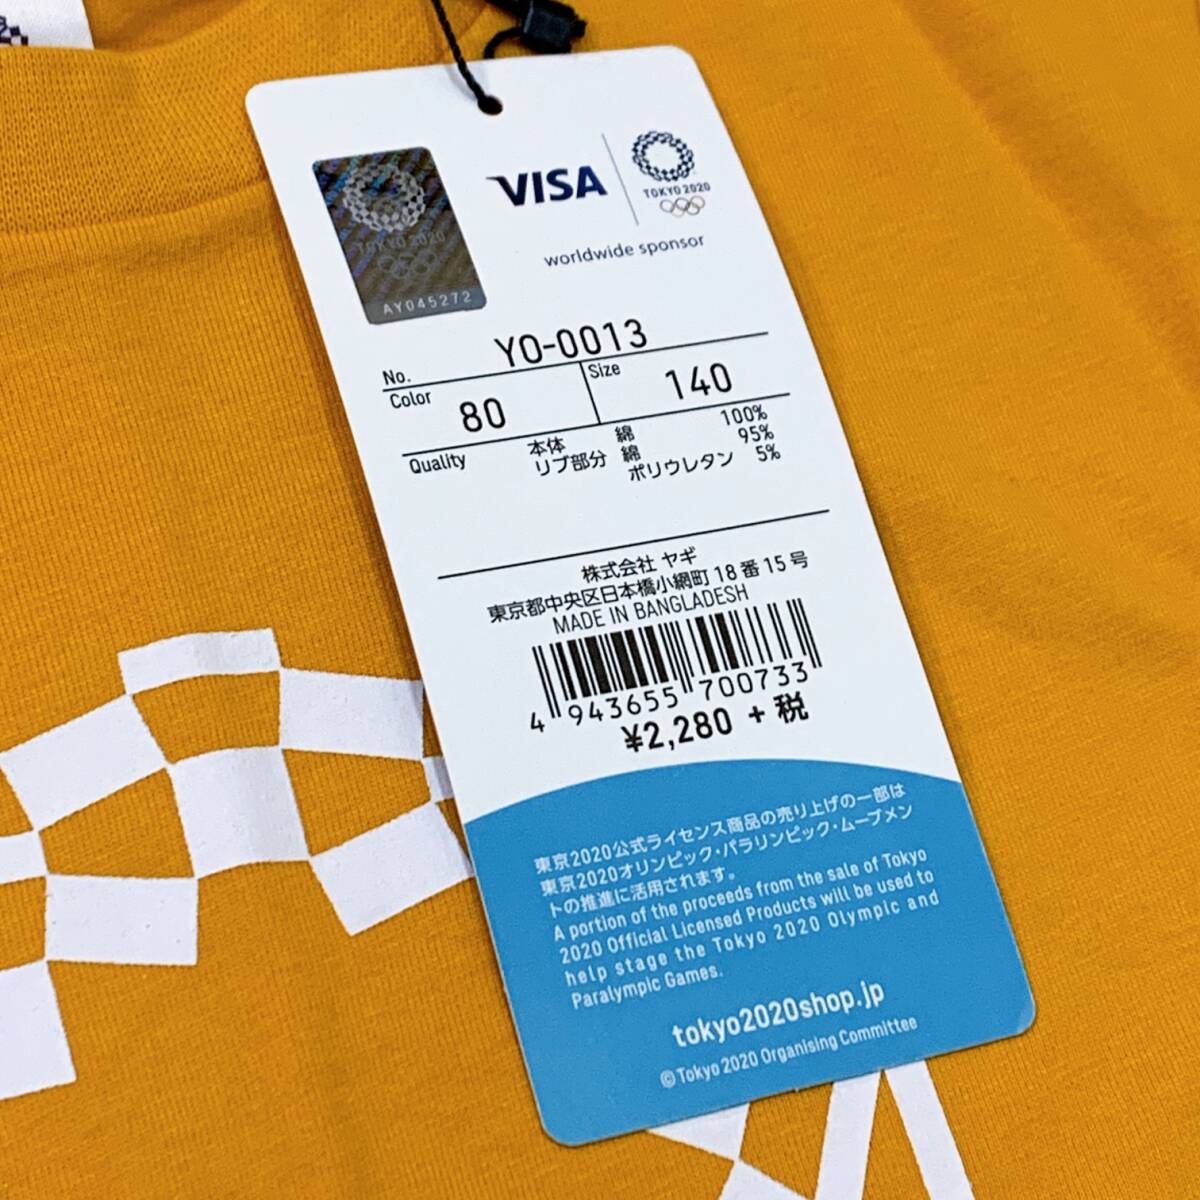 TOKYO 2020
AY045272
VISA
TOKYO 2020
worldwide sponsor
No. YO-0013
Color 80
Size 140
Quality 本体 綿 100%
リブ部分 綿 95%
ポリウレタン 5%
株式会社 ヤギ
東京都中央区日本橋小網町 18 番 15 号
MADE IN BANGLADESH
4 943655 700733
¥2,280 + 税
東京2020公式ライセンス商品の売り上げの一部は
東京2020オリンピック・パラリンピック・ムーブメン
トの推進に活用されます。
A portion of the proceeds from the sale of Tokyo
2020 Official Licensed Products will be used to
help stage the Tokyo 2020 Olympic and
Paralympic Games.
tokyo2020shop.jp
© Tokyo 2020 Organising Committee